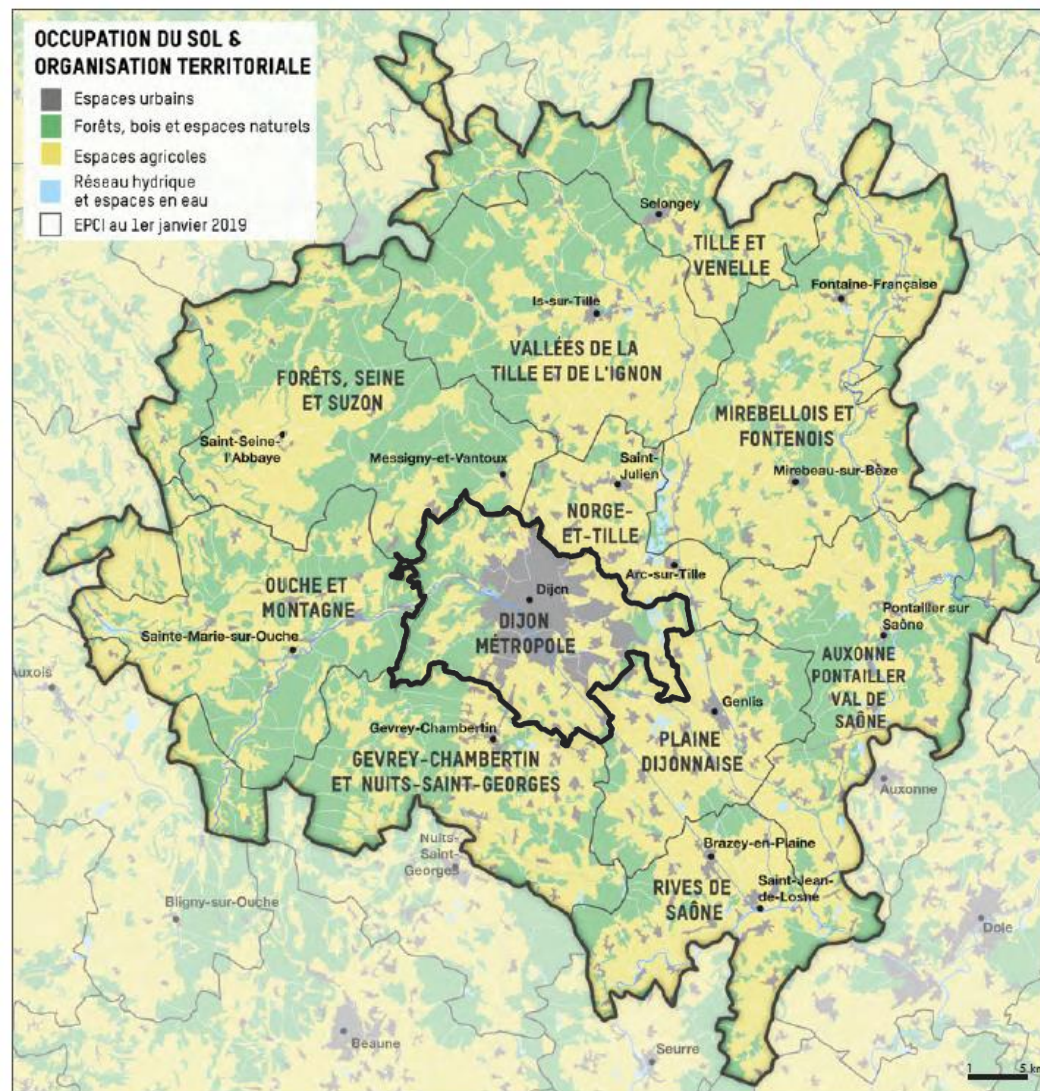 OCCUPATION DU SOL &
ORGANISATION TERRITORIALE
Espaces urbains
Forêts, bois et espaces naturels
Espaces agricoles
Réseau hydrique
et espaces en eau
EPCI au 1er janvier 2019
Selongey
TILLE ET
VENELLE
Fontaine-Française
Is-sur-Tille
VALLÉES DE LA
TILLE ET DE L'IGNON
FORÊTS, SEINE
ET SUZON
MIREBELLOIS ET
FONTENOIS
Saint-Seine-
l'Abbaye
Messigny-et-Vantoux
Saint-
Julien
Mirebeau-sur-Bèze
NORGE-
ET-TILLE
Arc-sur-Tille
OUCHE ET
MONTAGNE
Dijon
DIJON
MÉTROPOLE
Pontailler sur
Saône
Sainte-Marie-sur-Ouche
AUXONNE
PONTAILLER
VAL DE
SAÔNE
Auxois
Genlis
Gevrey-Chambertin
PLAINE
DIJONNAISE
GEVREY-CHAMBERTIN
ET NUITS-SAINT-GEORGES
Auxonne
Nuits-
Saint-
Georges
Brazey-en-Plaine
RIVES DE
SAÔNE
Saint-Jean-
de-Losne
Bligny-sur-Ouche
Dole
Beaune
Seurre
1 5 km